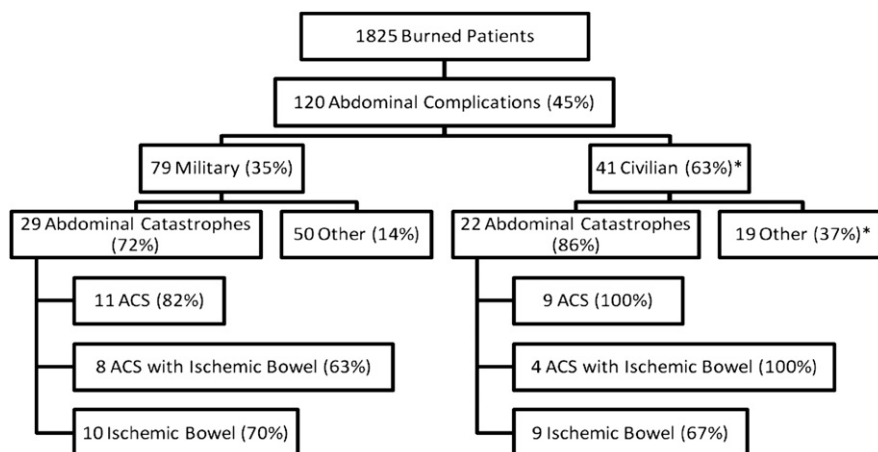 1825 Burned Patients
120 Abdominal Complications (45%)
79 Military (35%)
41 Civilian (63%)*
29 Abdominal Catastrophes
(72%)
50 Other (14%)
22 Abdominal Catastrophes
(86%)
19 Other (37%)*
11 ACS (82%)
9 ACS (100%)
8 ACS with Ischemic Bowel (63%)
4 ACS with Ischemic Bowel (100%)
10 Ischemic Bowel (70%)
9 Ischemic Bowel (67%)